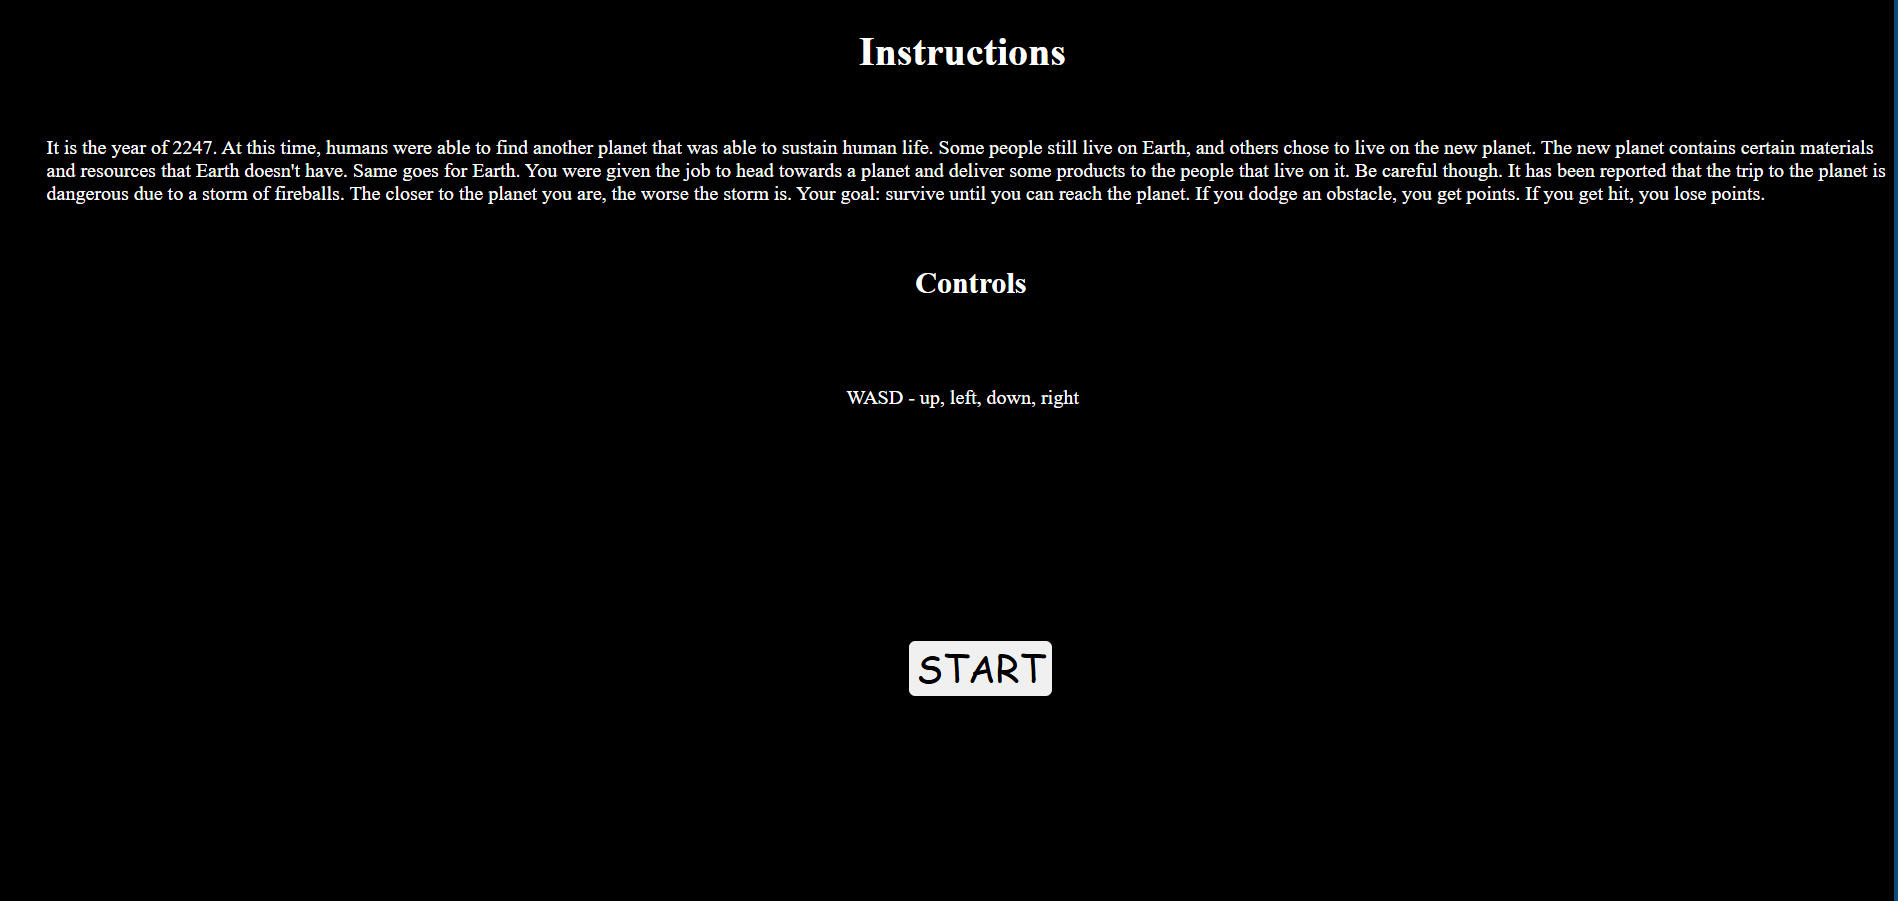 Instructions
It is the year of 2247. At this time, humans were able to find another planet that was able to sustain human life. Some people still live on Earth, and others chose to live on the new planet. The new planet contains certain materials
and resources that Earth doesn't have. Same goes for Earth. You were given the job to head towards a planet and deliver some products to the people that live on it. Be careful though. It has been reported that the trip to the planet is
dangerous due to a storm of fireballs. The closer to the planet you are, the worse the storm is. Your goal: survive until you can reach the planet. If you dodge an obstacle, you get points. If you get hit, you lose points.
Controls
WASD - up, left, down, right
START